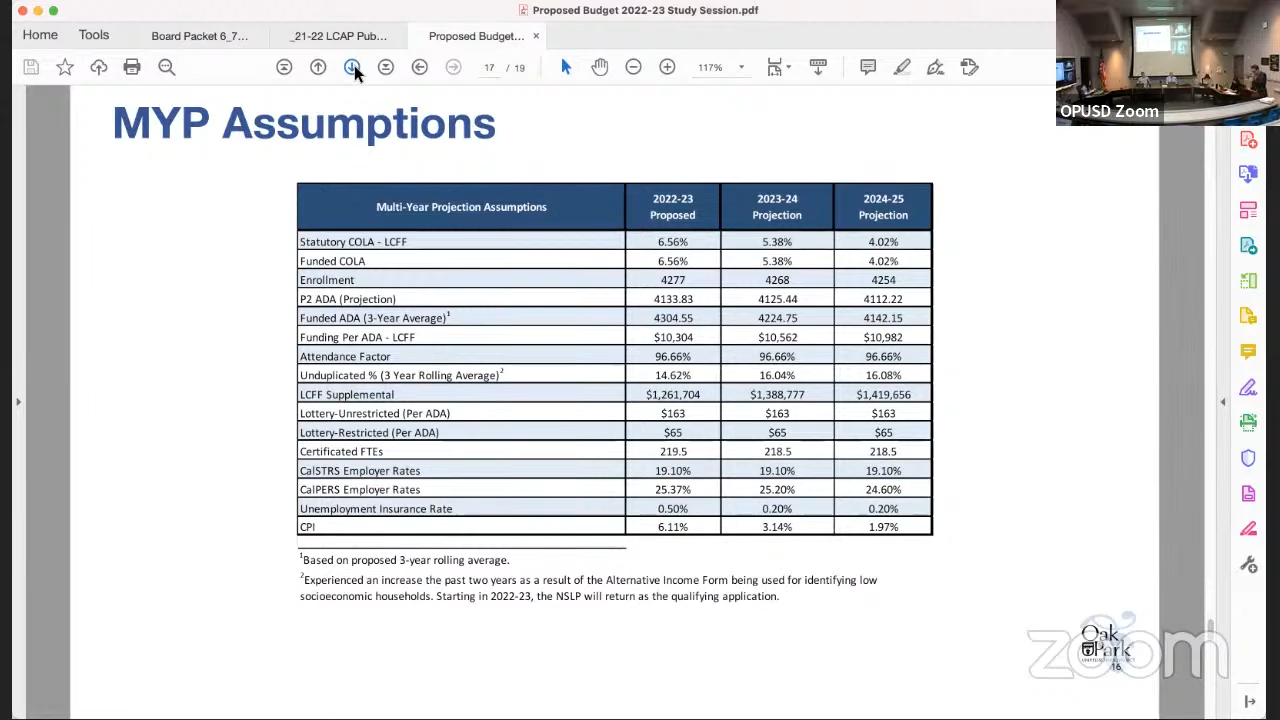 Proposed Budget 2022-23 Study Session.pdf
Home Tools Board Packet 6_7... _21-22 LCAP Pub... Proposed Budget... ×
17 / 19 117%
OPUSD Zoom
MYP Assumptions
Multi-Year Projection Assumptions 2022-23 Proposed 2023-24 Projection 2024-25 Projection
Statutory COLA - LCFF 6.56% 5.38% 4.02%
Funded COLA 6.56% 5.38% 4.02%
Enrollment 4277 4268 4254
P2 ADA (Projection) 4133.83 4125.44 4112.22
Funded ADA (3-Year Average)1 4304.55 4224.75 4142.15
Funding Per ADA - LCFF $10,304 $10,562 $10,982
Attendance Factor 96.66% 96.66% 96.66%
Unduplicated % (3 Year Rolling Average)2 14.62% 16.04% 16.08%
LCFF Supplemental $1,261,704 $1,388,777 $1,419,656
Lottery-Unrestricted (Per ADA) $163 $163 $163
Lottery-Restricted (Per ADA) $65 $65 $65
Certificated FTEs 219.5 218.5 218.5
CalSTRS Employer Rates 19.10% 19.10% 19.10%
CalPERS Employer Rates 25.37% 25.20% 24.60%
Unemployment Insurance Rate 0.50% 0.20% 0.20%
CPI 6.11% 3.14% 1.97%
1Based on proposed 3-year rolling average.
2Experienced an increase the past two years as a result of the Alternative Income Form being used for identifying low
socioeconomic households. Starting in 2022-23, the NSLP will return as the qualifying application.
Oak
Park
zoom
16